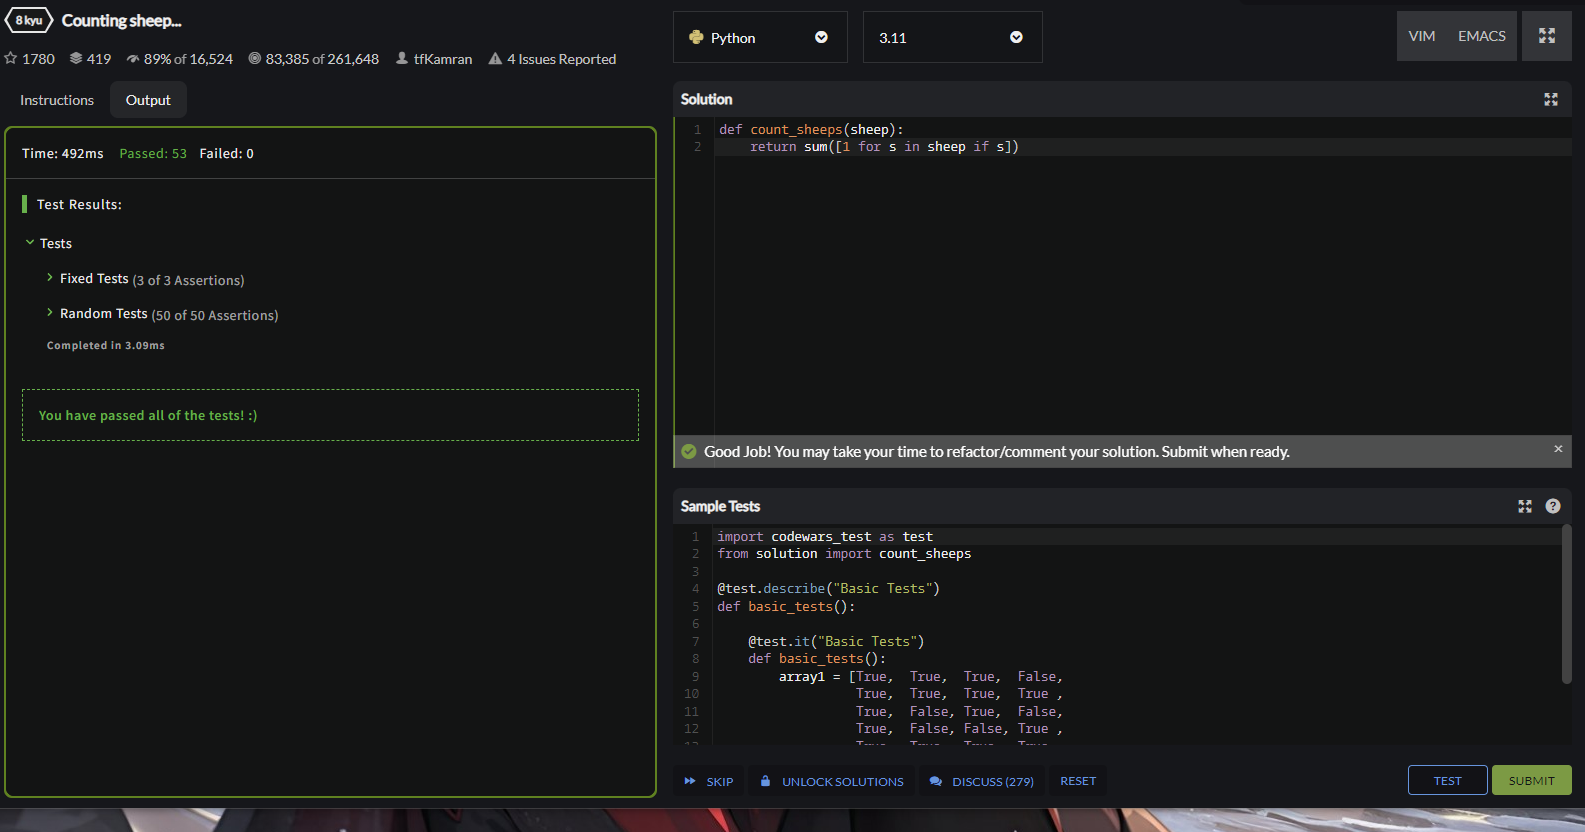 8 kyu Counting sheep...
1780 419 89% of 16,524 83,385 of 261,648 tfKamran 4 Issues Reported
Instructions Output
Time: 492ms Passed: 53 Failed: 0
Test Results:
Tests
Fixed Tests (3 of 3 Assertions)
Random Tests (50 of 50 Assertions)
Completed in 3.09ms
You have passed all of the tests! :)
Python 3.11 VIM EMACS
Solution
1 def count_sheeps(sheep):
2     return sum([1 for s in sheep if s])
Good Job! You may take your time to refactor/comment your solution. Submit when ready. ×
Sample Tests ?
1 import codewars_test as test
2 from solution import count_sheeps
3
4 @test.describe("Basic Tests")
5 def basic_tests():
6
7     @test.it("Basic Tests")
8     def basic_tests():
9         array1 = [True,  True,  True,  False,
10                   True,  True,  True,  True ,
11                   True,  False, True,  False,
12                   True,  False, False, True ,
SKIP UNLOCK SOLUTIONS DISCUSS (279) RESET TEST SUBMIT